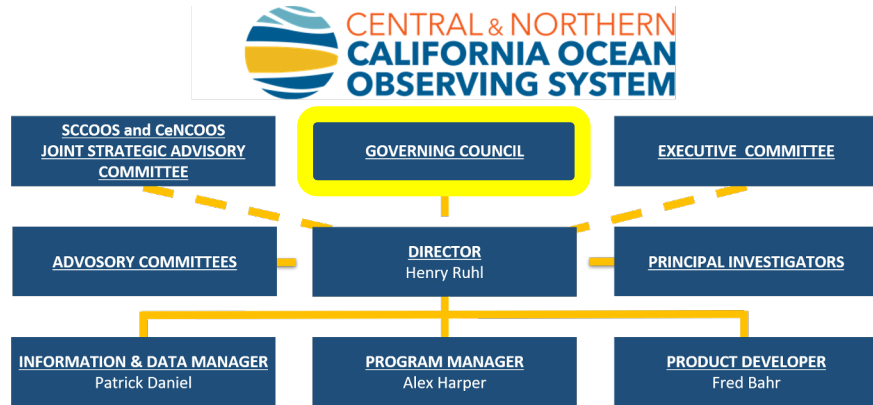 CENTRAL & NORTHERN
CALIFORNIA OCEAN
OBSERVING SYSTEM
SCCOOS and CeNCOOS
JOINT STRATEGIC ADVISORY
COMMITTEE
GOVERNING COUNCIL
EXECUTIVE COMMITTEE
ADVOSORY COMMITTEES
DIRECTOR
Henry Ruhl
PRINCIPAL INVESTIGATORS
INFORMATION & DATA MANAGER
Patrick Daniel
PROGRAM MANAGER
Alex Harper
PRODUCT DEVELOPER
Fred Bahr